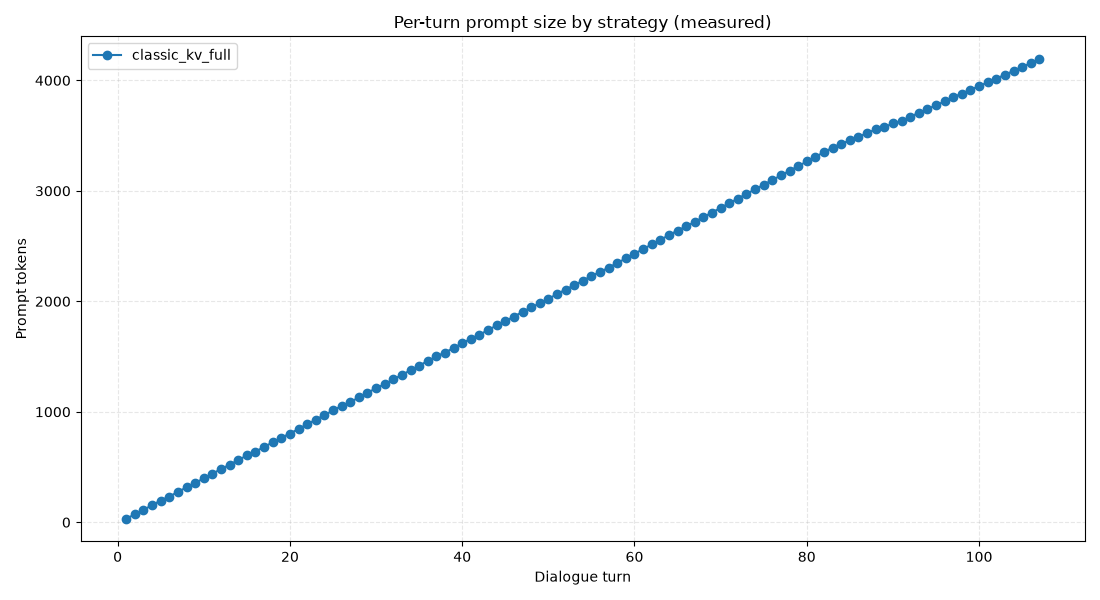 Per-turn prompt size by strategy (measured)
classic_kv_full
Prompt tokens
4000
3000
2000
1000
0
0 20 40 60 80 100
Dialogue turn